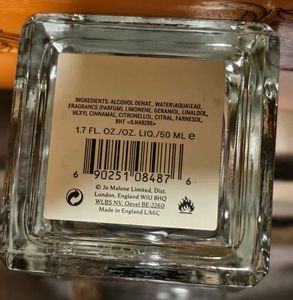 INGREDIENTS: ALCOHOL DENAT., WATER\AQUA\EAU,
FRAGRANCE (PARFUM), LIMONENE, GERANIOL, LINALOOL,
HEXYL CINNAMAL, CITRONELLOL, CITRAL, FARNESOL,
BHT <ILN49286>
1.7 FL. OZ./OZ. LIQ./50 ML e
6 90251 08487 6
© Jo Malone Limited, Dist.
London, England W1U 8HQ
WLBS NV. Oevel BE-2260
Made in England LA6C